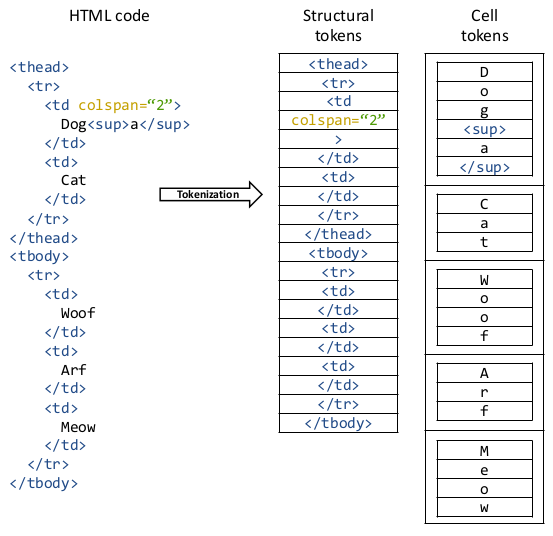 HTML code
<thead>
<tr>
<td colspan=“2”>
Dog<sup>a</sup>
</td>
<td>
Cat
</td>
</tr>
</thead>
<tbody>
<tr>
<td>
Woof
</td>
<td>
Arf
</td>
<td>
Meow
</td>
</tr>
</tbody>
Tokenization
Structural
tokens
<thead>
<tr>
<td
colspan=“2”
>
</td>
<td>
</td>
</tr>
</thead>
<tbody>
<tr>
<td>
</td>
<td>
</td>
<td>
</td>
</tr>
</tbody>
Cell
tokens
D
o
g
<sup>
a
</sup>
C
a
t
W
o
o
f
A
r
f
M
e
o
w